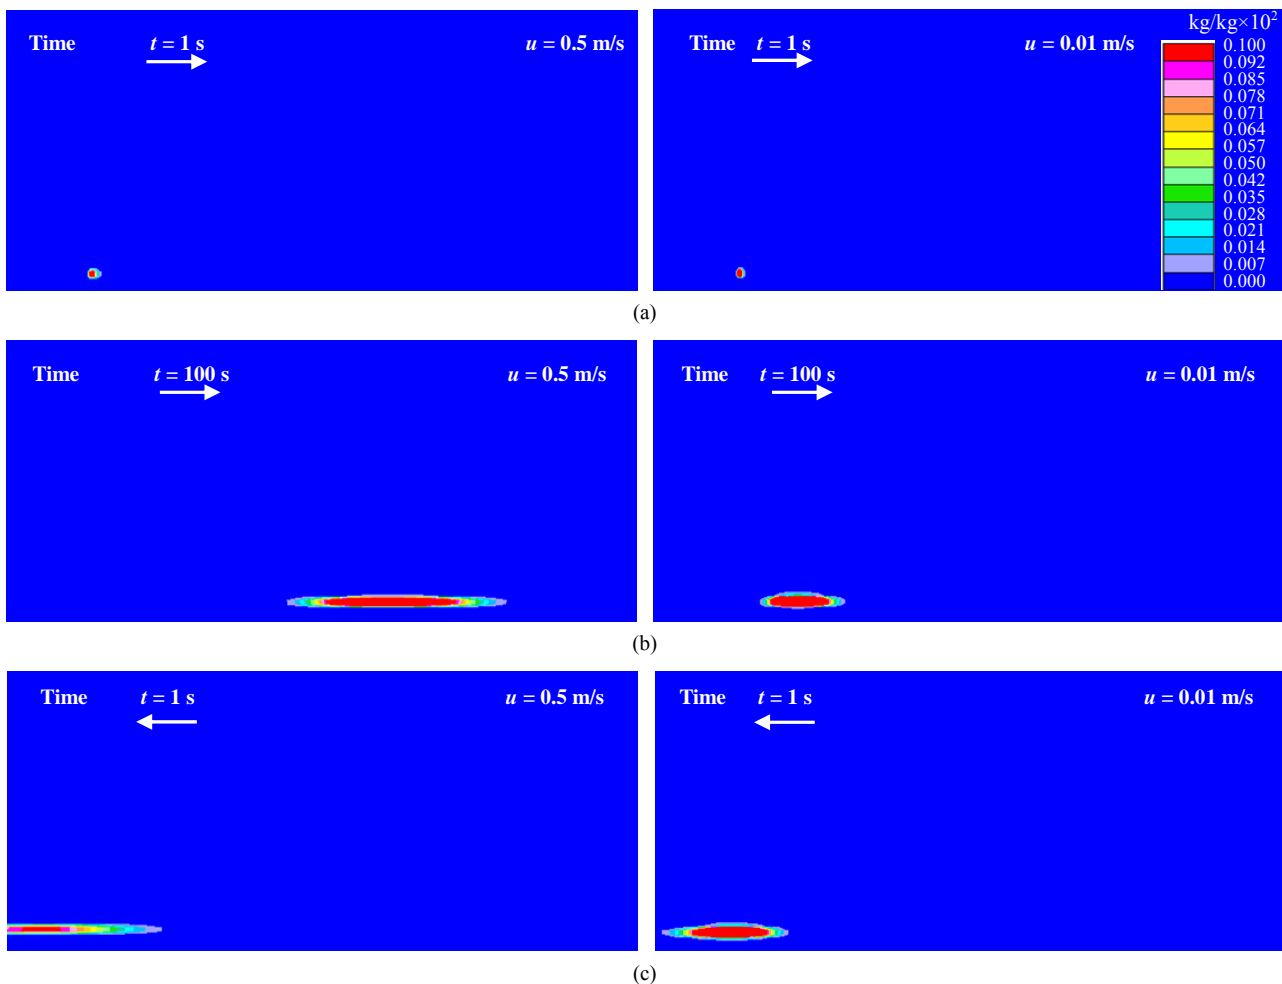 Time t = 1 s u = 0.5 m/s
Time t = 1 s u = 0.01 m/s
kg/kg×10²
0.100
0.092
0.085
0.078
0.071
0.064
0.057
0.050
0.042
0.035
0.028
0.021
0.014
0.007
0.000
(a)
Time t = 100 s u = 0.5 m/s
Time t = 100 s u = 0.01 m/s
(b)
Time t = 1 s u = 0.5 m/s
Time t = 1 s u = 0.01 m/s
(c)